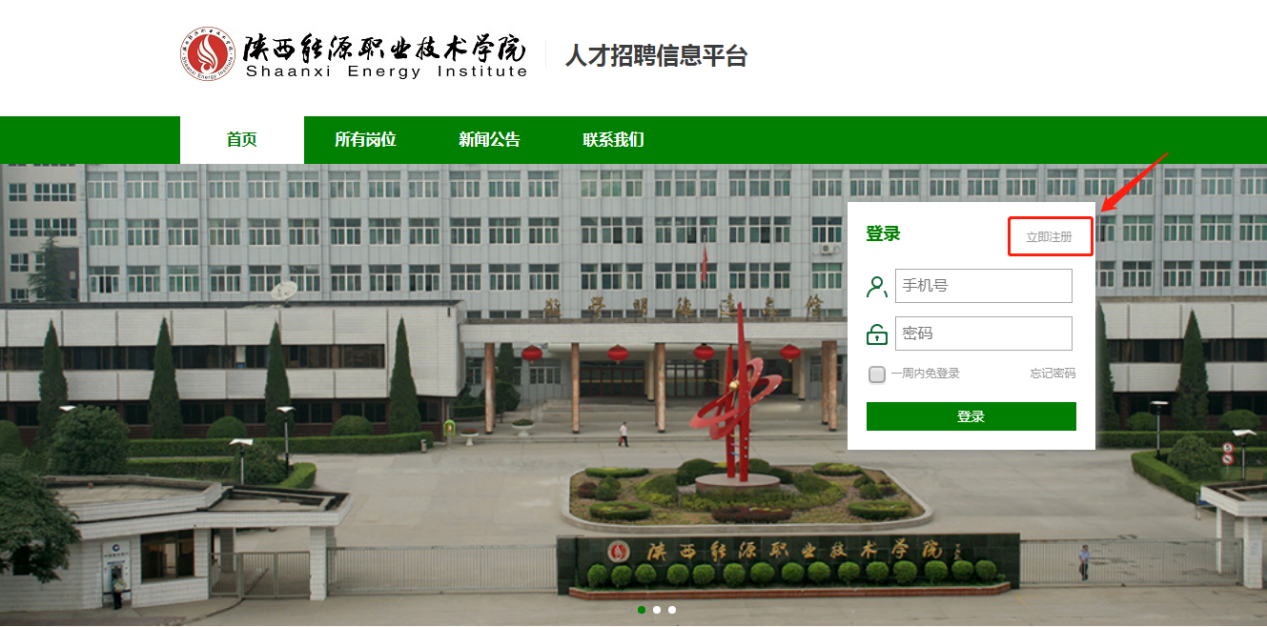 陕西能源职业技术学院
Shaanxi Energy Institute
人才招聘信息平台
首页 所有岗位 新闻公告 联系我们
登录 立即注册
手机号
密码
一周内免登录 忘记密码
登录
陕西能源职业技术学院